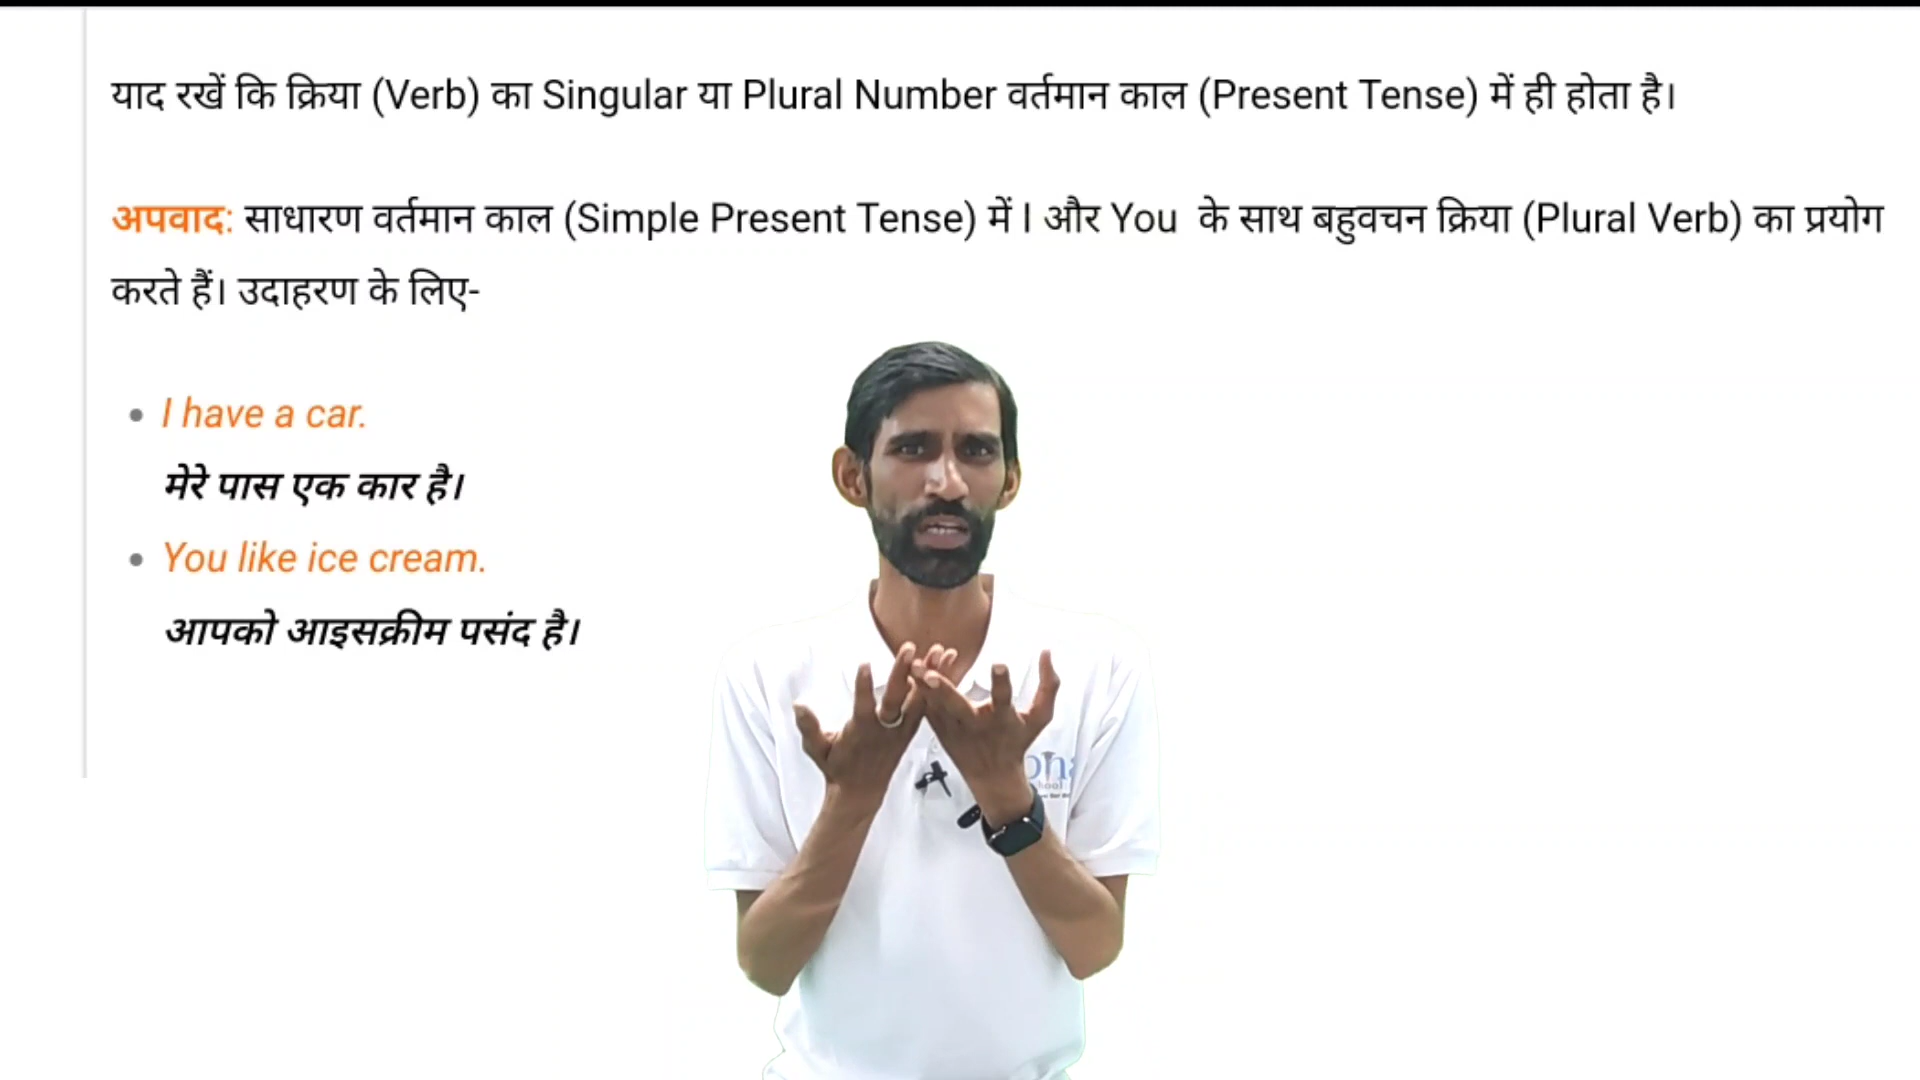 याद रखें कि क्रिया (Verb) का Singular या Plural Number वर्तमान काल (Present Tense) में ही होता है।
अपवाद: साधारण वर्तमान काल (Simple Present Tense) में I और You के साथ बहुवचन क्रिया (Plural Verb) का प्रयोग
करते हैं। उदाहरण के लिए-
I have a car.
मेरे पास एक कार है।
You like ice cream.
आपको आइसक्रीम पसंद है।